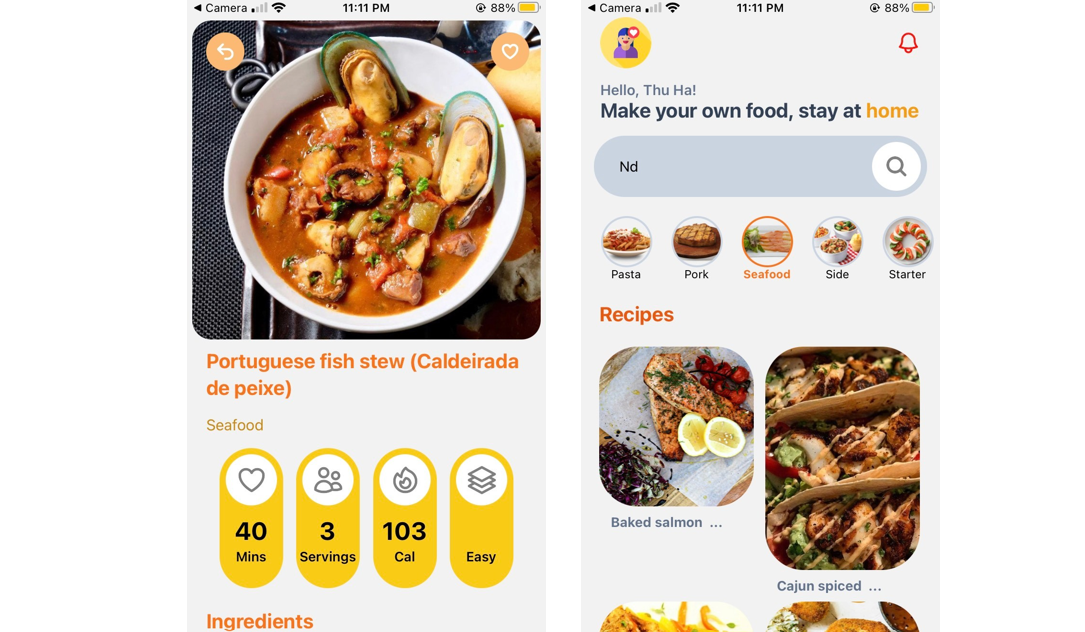 Camera 11:11 PM 88%
Portuguese fish stew (Caldeirada
de peixe)
Seafood
40
Mins
3
Servings
103
Cal
Easy
Ingredients
Camera 11:11 PM 88%
Hello, Thu Ha!
Make your own food, stay at home
Nd
Pasta Pork Seafood Side Starter
Recipes
Baked salmon ...
Cajun spiced ...